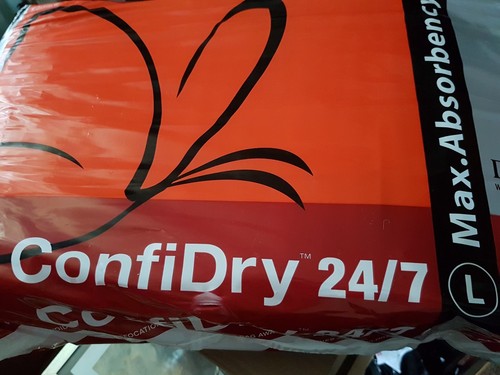 ConfiDry™ 24/7
Max.Absorbency
L